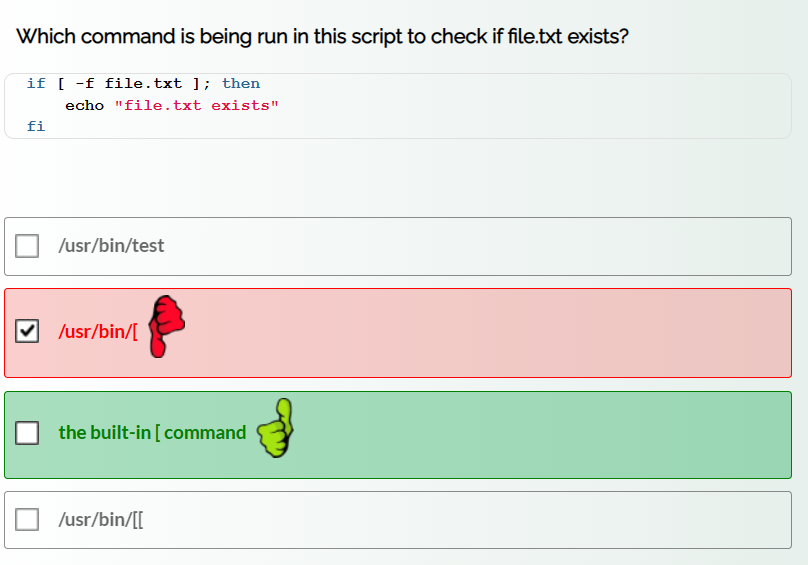 Which command is being run in this script to check if file.txt exists?
if [ -f file.txt ]; then
    echo "file.txt exists"
fi
/usr/bin/test
/usr/bin/[
the built-in [ command
/usr/bin/[[